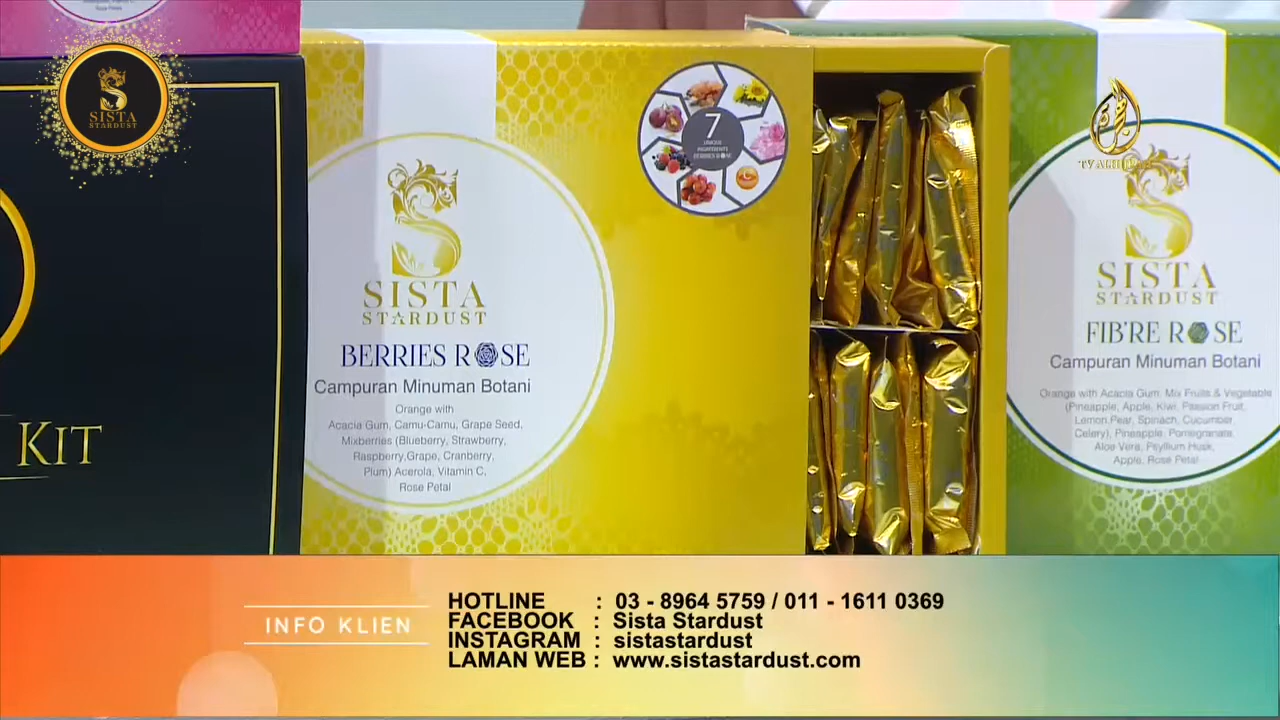 SISTA
STARDUST
KIT
SISTA
STARDUST
BERRIES ROSE
Campuran Minuman Botani
Orange with
Acacia Gum, Camu-Camu, Grape Seed,
Mixberries (Blueberry, Strawberry,
Raspberry,Grape, Cranberry,
Plum) Acerola, Vitamin C,
Rose Petal
7
UNIQUE
INGREDIENTS
BERRIES ROSE
SISTA
STARDUST
FIB'RE ROSE
Campuran Minuman Botani
Orange with Acacia Gum, Mix Fruits & Vegetable
(Pineapple, Apple, Kiwi, Passion Fruit,
Lemon,Pear, Spinach, Cucumber,
Celery), Pineapple, Pomegranate,
Aloe Vera, Psyllium Husk,
Apple, Rose Petal
INFO KLIEN
HOTLINE : 03 - 8964 5759 / 011 - 1611 0369
FACEBOOK : Sista Stardust
INSTAGRAM : sistastardust
LAMAN WEB : www.sistastardust.com